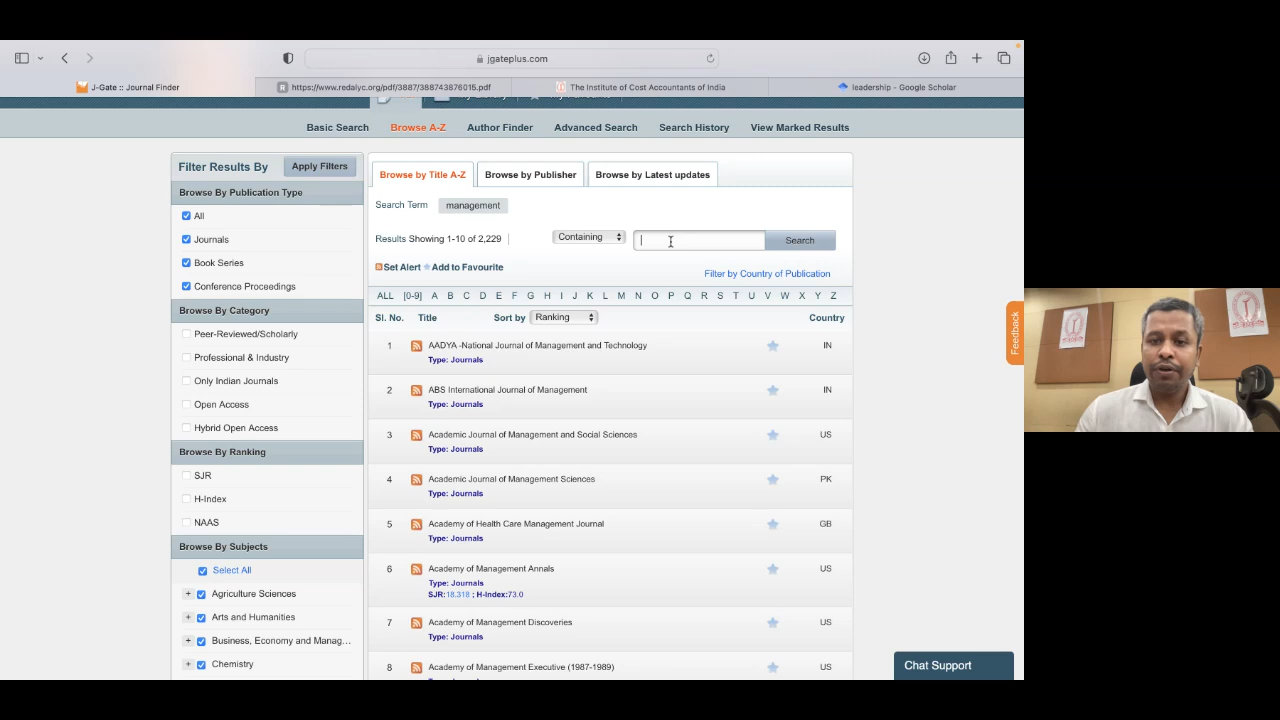 jgateplus.com
J-Gate :: Journal Finder
https://www.redalyc.org/pdf/3887/388743876015.pdf
The Institute of Cost Accountants of India
leadership - Google Scholar
Basic Search
Browse A-Z
Author Finder
Advanced Search
Search History
View Marked Results
Filter Results By
Apply Filters
Browse By Publication Type
All
Journals
Book Series
Conference Proceedings
Browse By Category
Peer-Reviewed/Scholarly
Professional & Industry
Only Indian Journals
Open Access
Hybrid Open Access
Browse By Ranking
SJR
H-Index
NAAS
Browse By Subjects
Select All
Agriculture Sciences
Arts and Humanities
Business, Economy and Manag...
Chemistry
Browse by Title A-Z
Browse by Publisher
Browse by Latest updates
Search Term management
Results Showing 1-10 of 2,229
Containing
Search
Set Alert Add to Favourite
Filter by Country of Publication
ALL [0-9] A B C D E F G H I J K L M N O P Q R S T U V W X Y Z
Sl. No. Title Sort by Ranking Country
1 AADYA -National Journal of Management and Technology IN
Type: Journals
2 ABS International Journal of Management IN
Type: Journals
3 Academic Journal of Management and Social Sciences US
Type: Journals
4 Academic Journal of Management Sciences PK
Type: Journals
5 Academy of Health Care Management Journal GB
Type: Journals
6 Academy of Management Annals US
Type: Journals
SJR:18.318 ; H-Index:73.0
7 Academy of Management Discoveries US
Type: Journals
8 Academy of Management Executive (1987-1989) US
Feedback
Chat Support